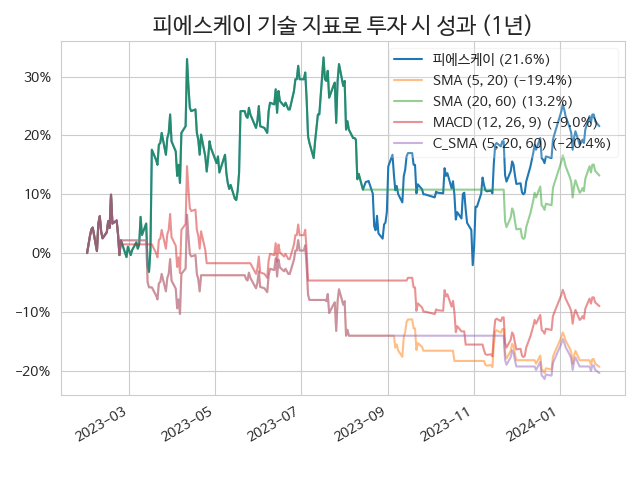 피에스케이 기술 지표로 투자 시 성과 (1년)
피에스케이 (21.6%)
SMA (5, 20) (−19.4%)
SMA (20, 60) (13.2%)
MACD (12, 26, 9) (−9.0%)
C_SMA (5, 20, 60) (−20.4%)
30%
20%
10%
0%
−10%
−20%
2023−03
2023−05
2023−07
2023−09
2023−11
2024−01